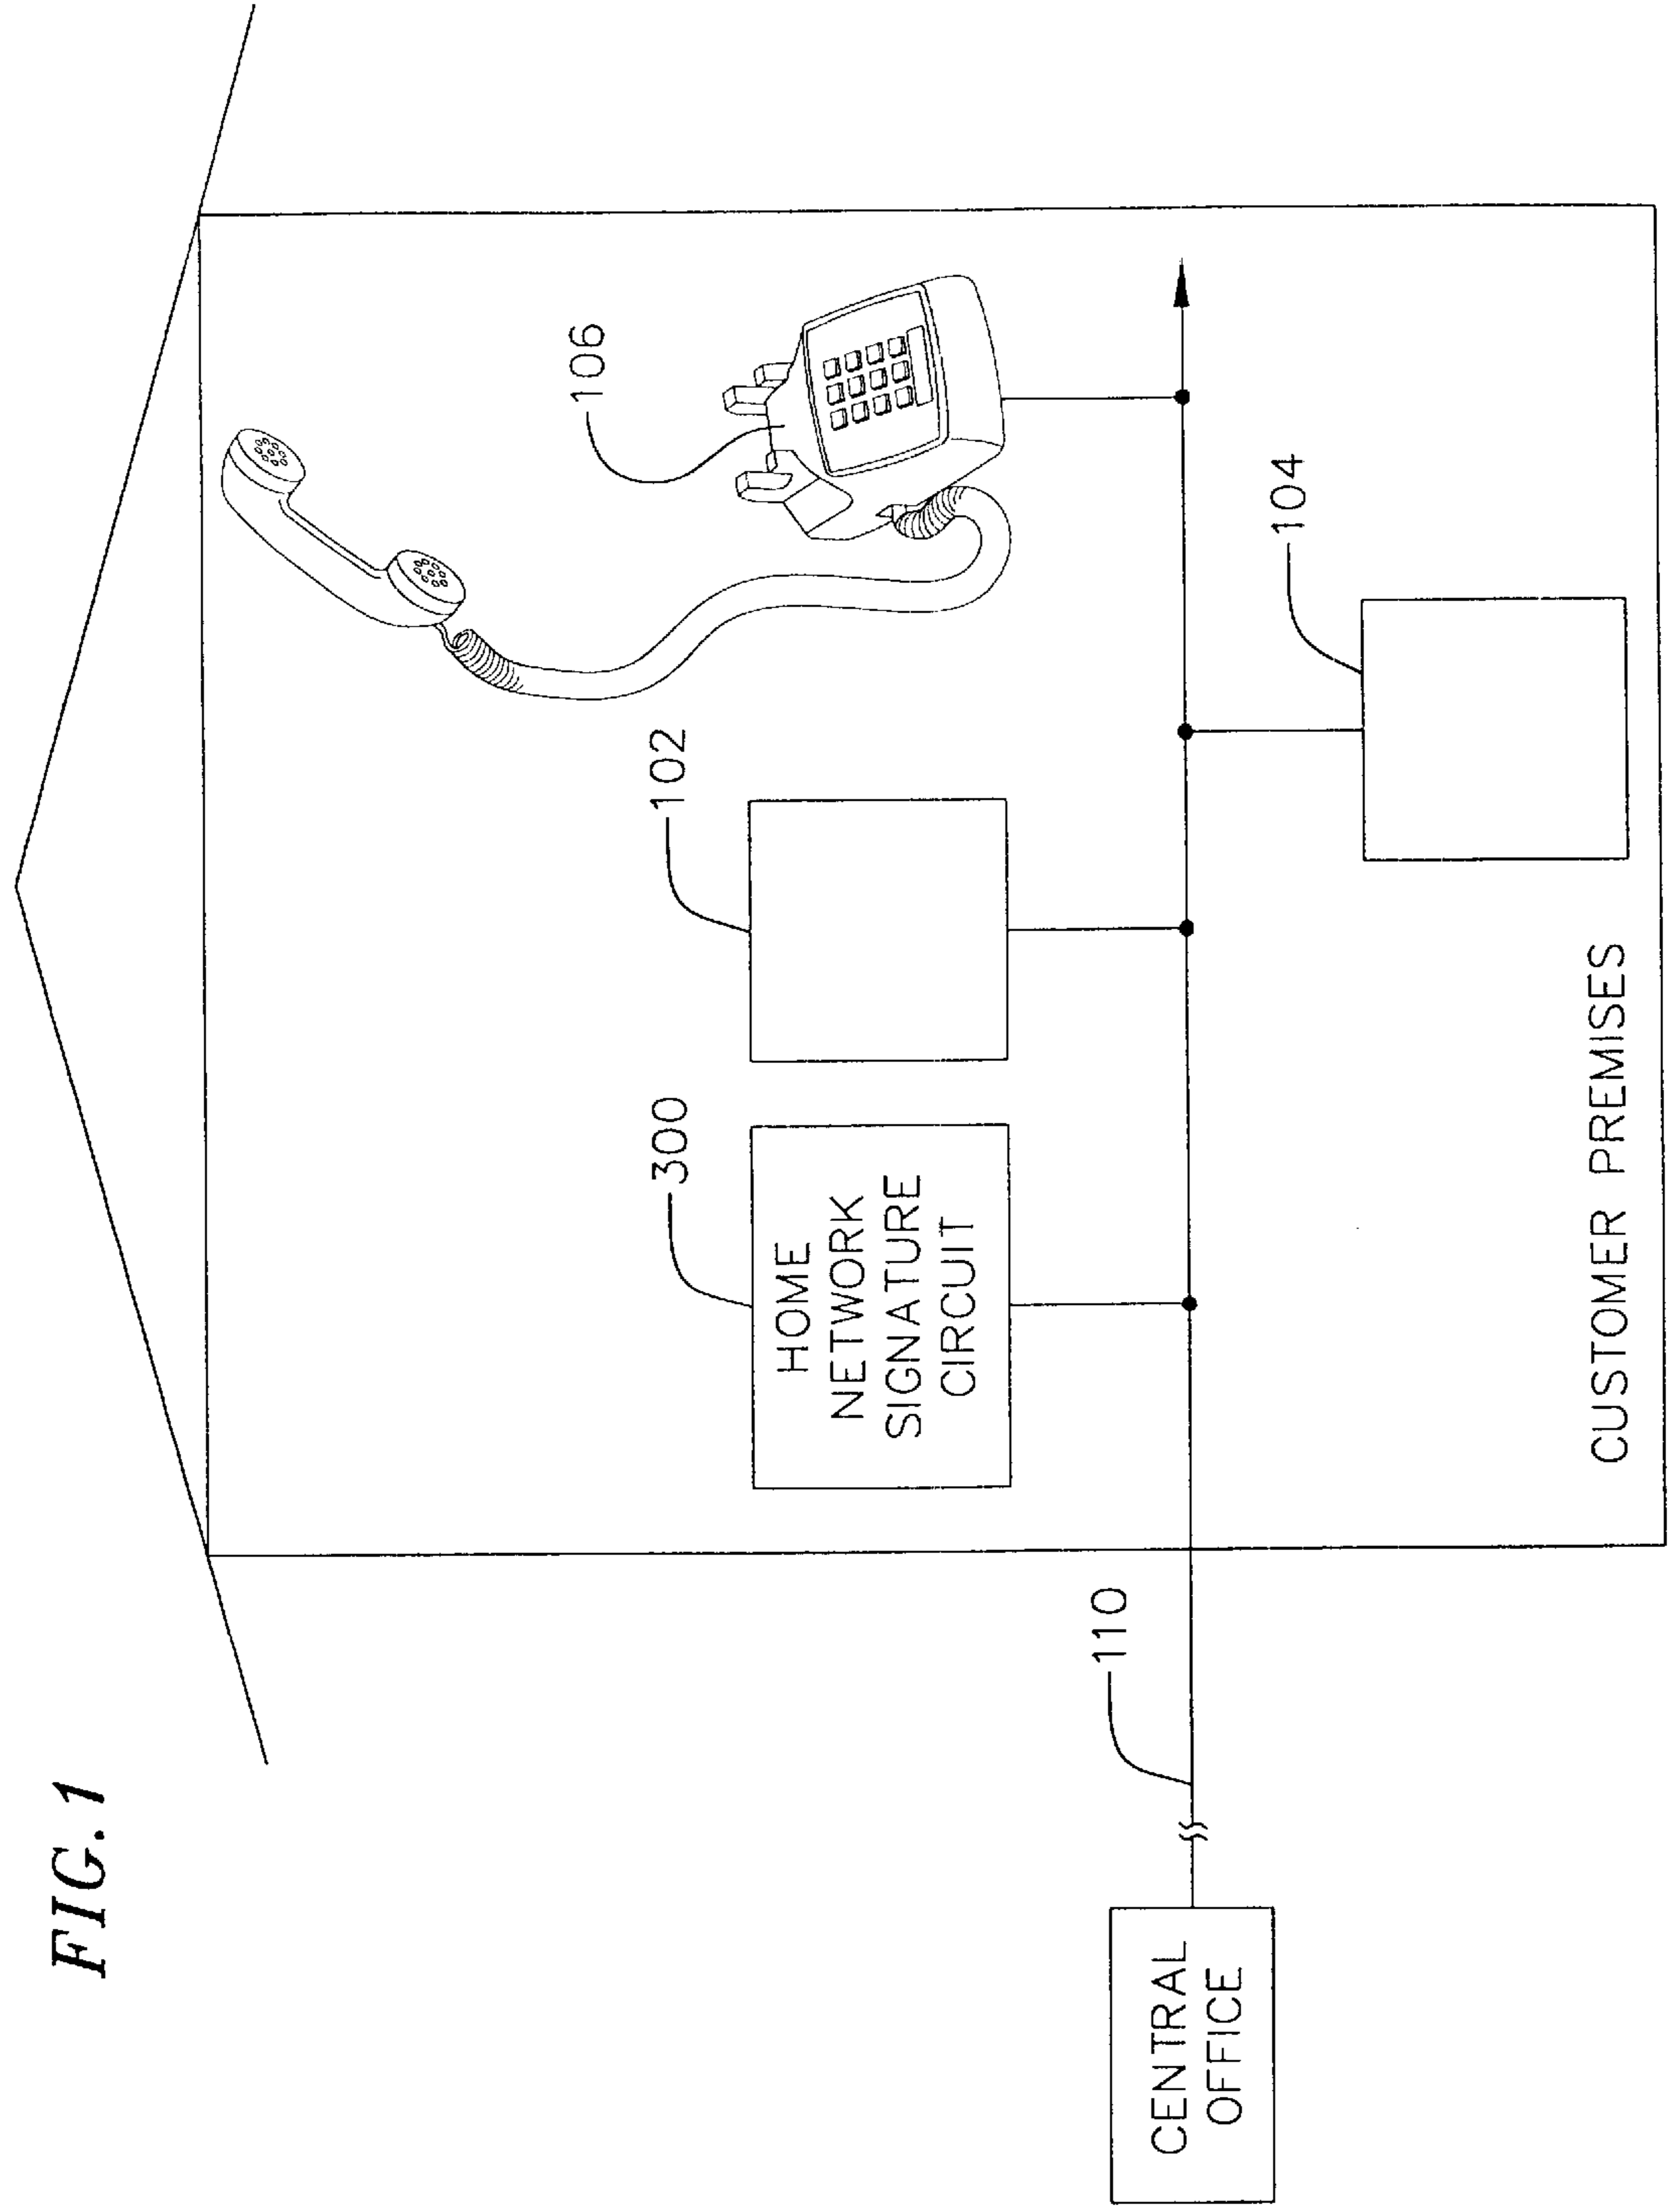 FIG. 1
106
102
300
HOME
NETWORK
SIGNATURE
CIRCUIT
104
110
CENTRAL
OFFICE
CUSTOMER PREMISES